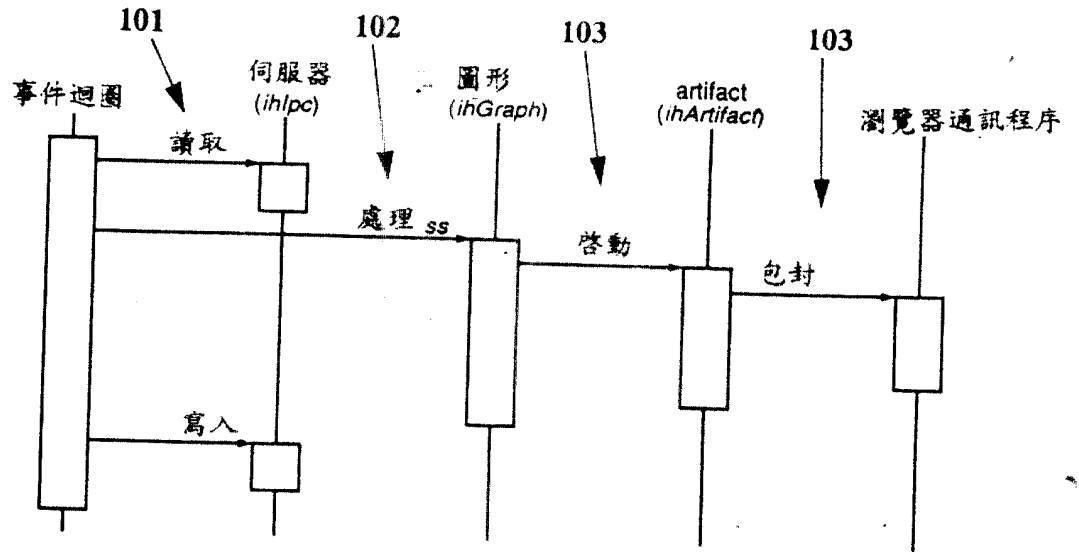 101
102
103
103
事件迴圈
伺服器
(ihIpc)
圖形
(ihGraph)
artifact
(ihArtifact)
瀏覽器通訊程序
讀取
處理 ss
啓動
包封
寫入